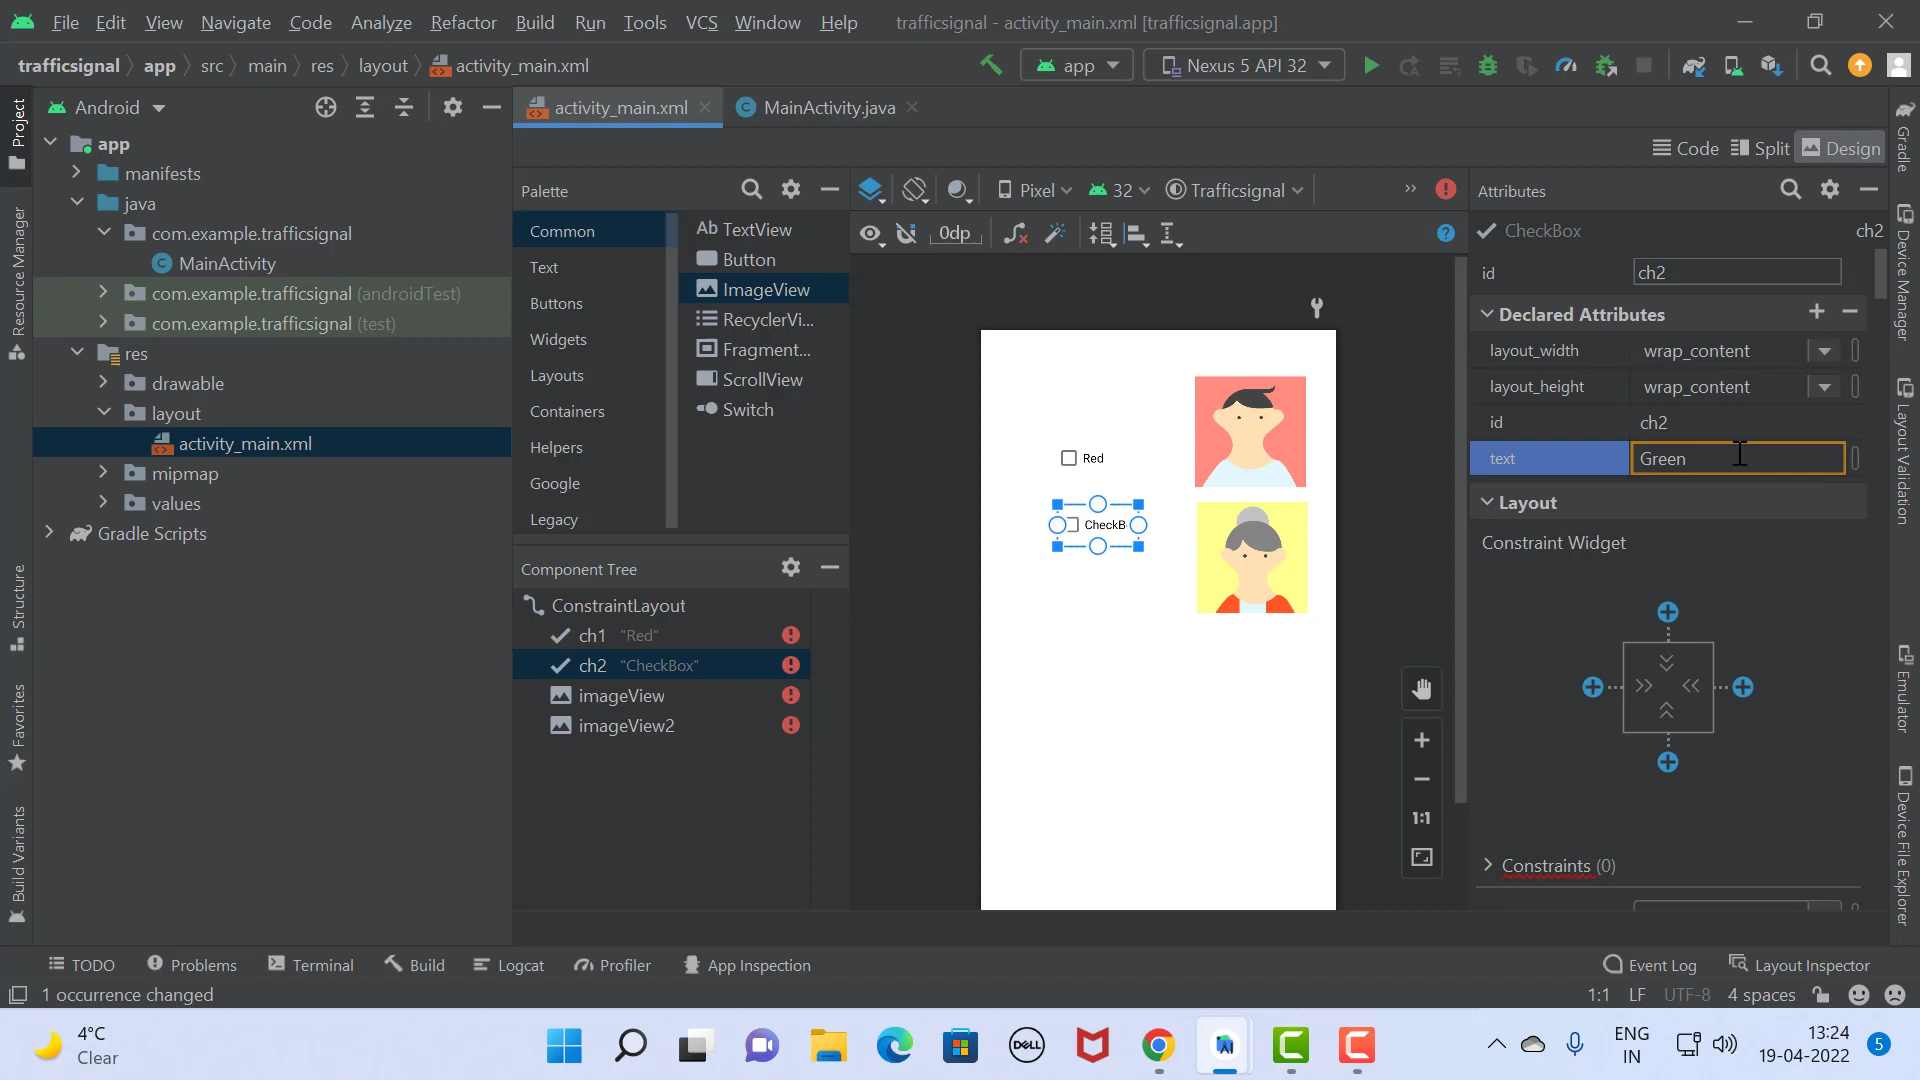 File Edit View Navigate Code Analyze Refactor Build Run Tools VCS Window Help trafficsignal - activity_main.xml [trafficsignal.app]
trafficsignal app src main res layout activity_main.xml app Nexus 5 API 32
Android
activity_main.xml MainActivity.java
Code Split Design
Project
Resource Manager
Structure
Favorites
Build Variants
app
manifests
java
com.example.trafficsignal
MainActivity
com.example.trafficsignal (androidTest)
com.example.trafficsignal (test)
res
drawable
layout
activity_main.xml
mipmap
values
Gradle Scripts
Palette
Common
Text
Buttons
Widgets
Layouts
Containers
Helpers
Google
Legacy
Ab TextView
Button
ImageView
RecyclerVi...
Fragment...
ScrollView
Switch
Component Tree
ConstraintLayout
ch1 "Red"
ch2 "CheckBox"
imageView
imageView2
Pixel 32 Trafficsignal
0dp
Red
CheckB
1:1
Attributes
CheckBox ch2
id ch2
Declared Attributes
layout_width wrap_content
layout_height wrap_content
id ch2
text Green
Layout
Constraint Widget
Constraints (0)
Gradle
Device Manager
Layout Validation
Emulator
Device File Explorer
TODO Problems Terminal Build Logcat Profiler App Inspection Event Log Layout Inspector
1 occurrence changed 1:1 LF UTF-8 4 spaces
4°C
Clear
DELL
ENG
IN
13:24
19-04-2022
5